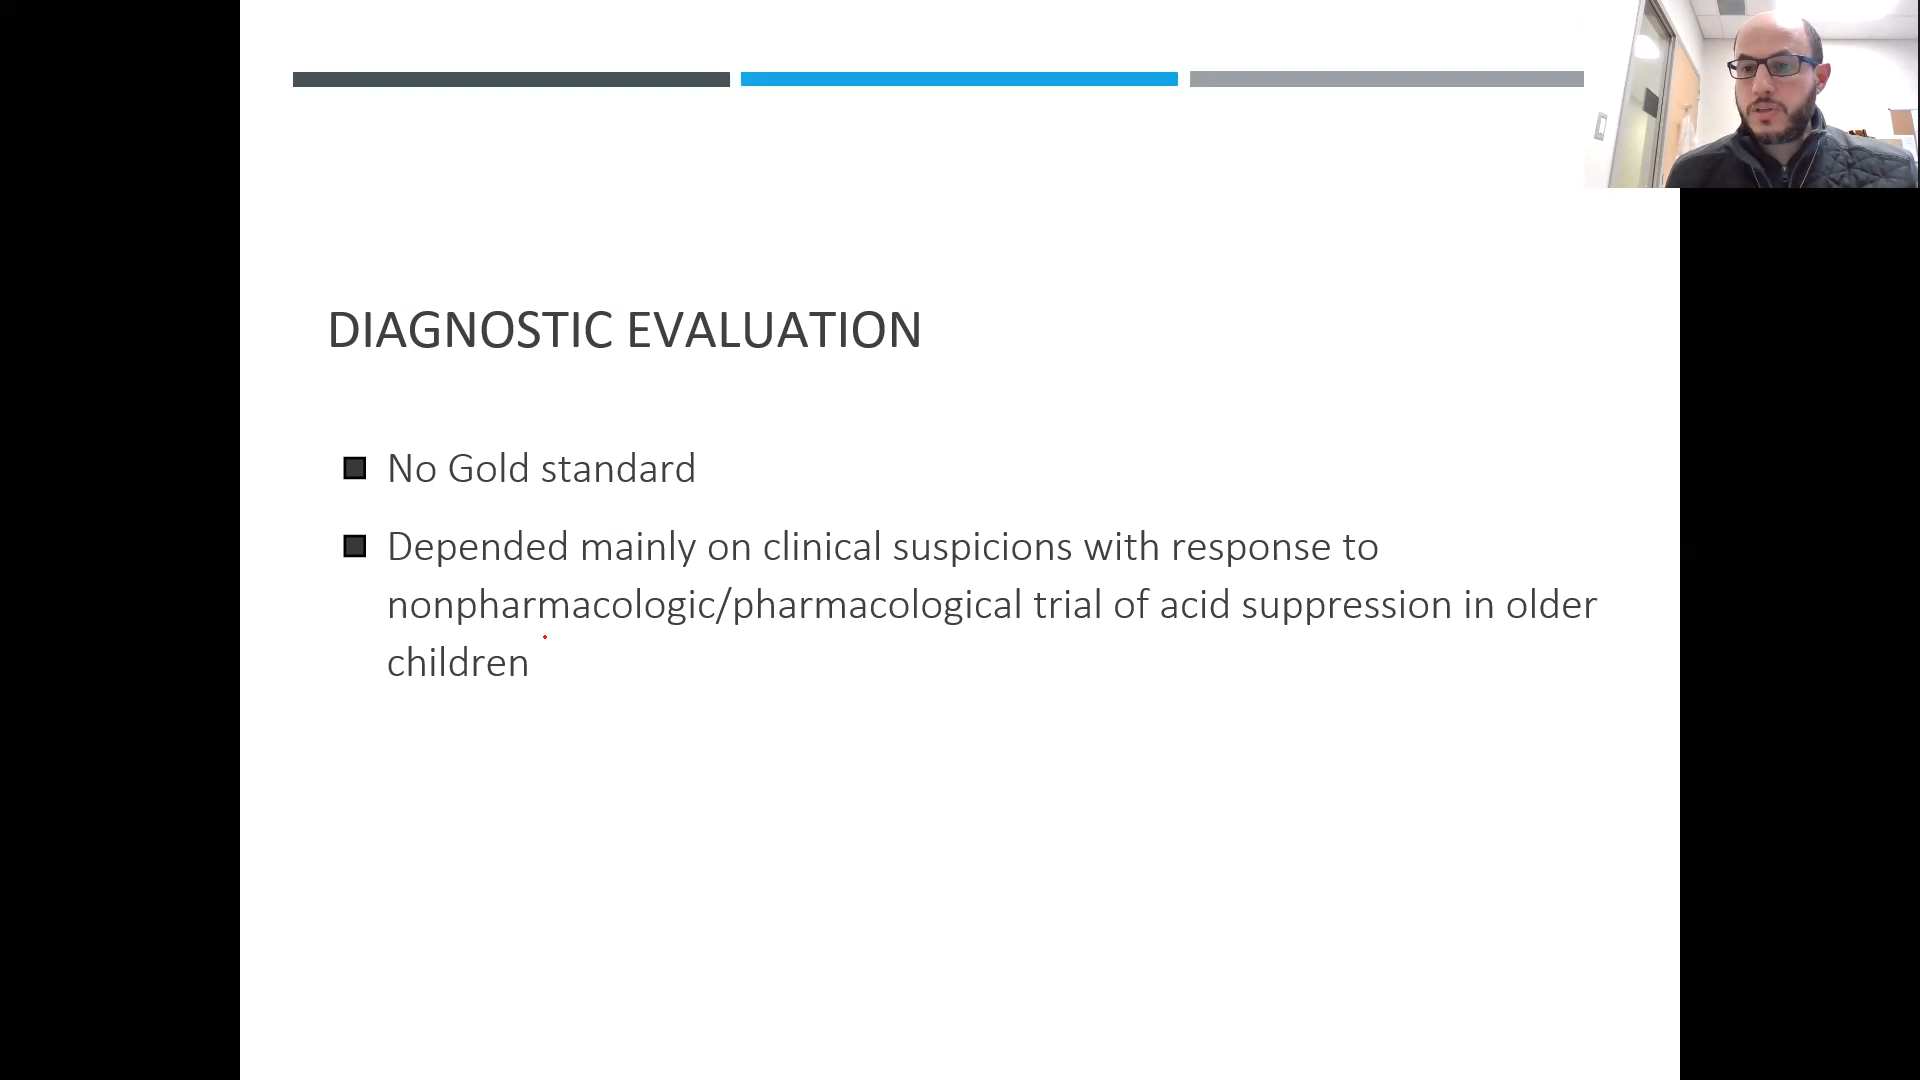 DIAGNOSTIC EVALUATION
No Gold standard
Depended mainly on clinical suspicions with response to
nonpharmacologic/pharmacological trial of acid suppression in older
children